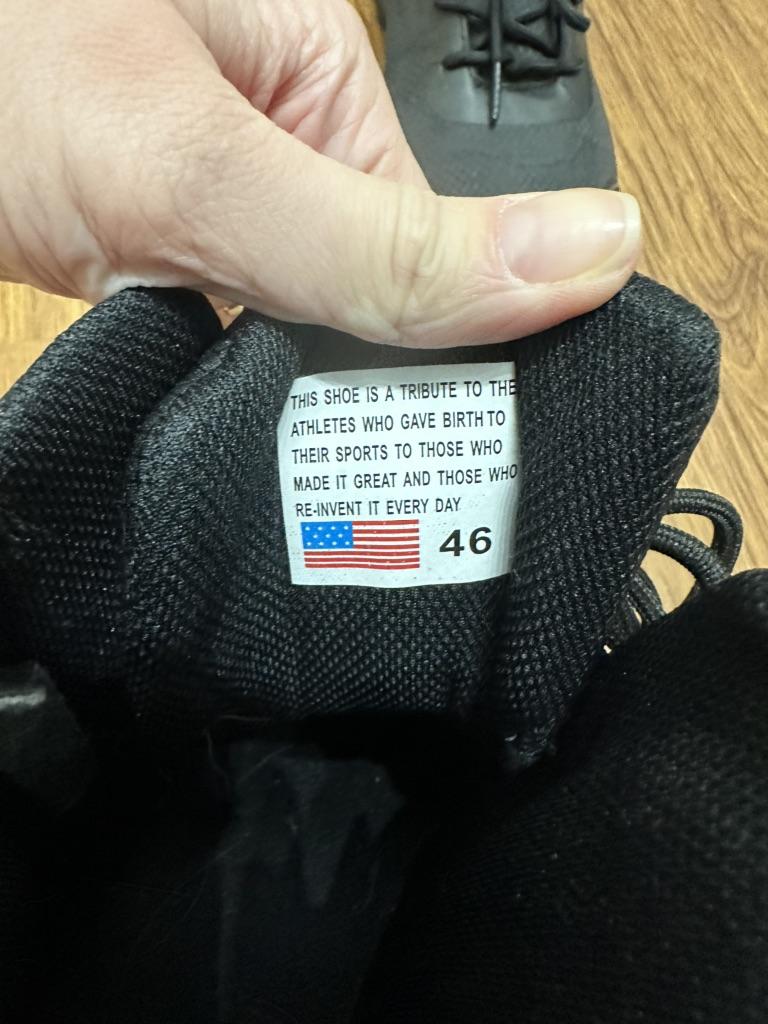 THIS SHOE IS A TRIBUTE TO THE
ATHLETES WHO GAVE BIRTH TO
THEIR SPORTS TO THOSE WHO
MADE IT GREAT AND THOSE WHO
RE-INVENT IT EVERY DAY
46